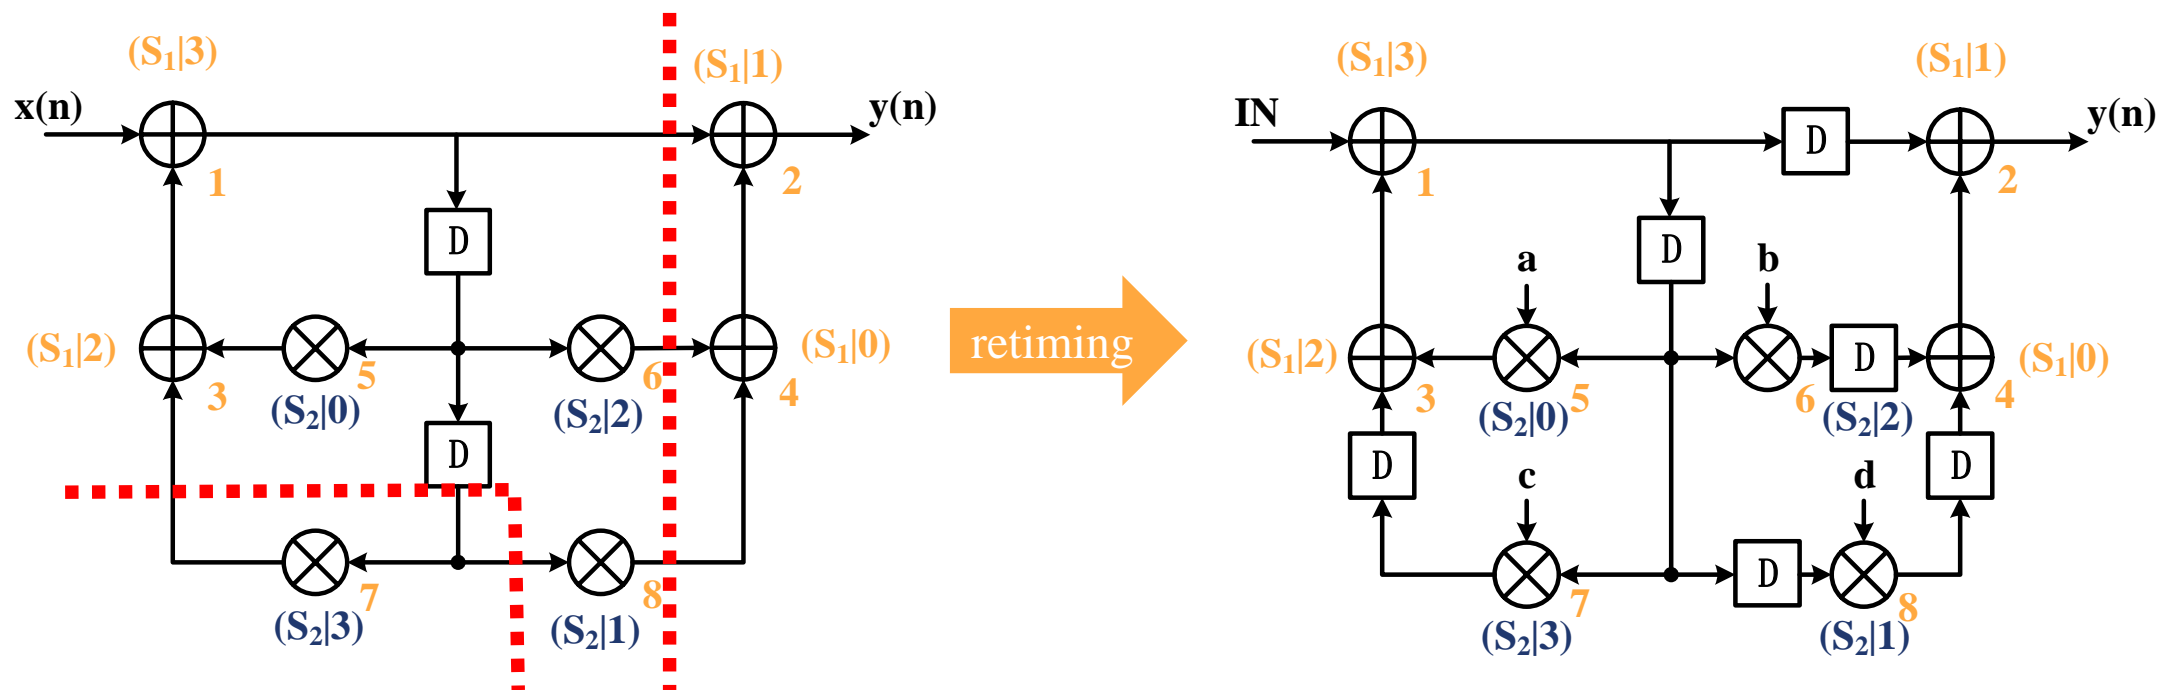 (S₁|3)
(S₁|1)
x(n)
y(n)
1
2
D
(S₁|2)
(S₁|0)
3
5
6
4
(S₂|0)
(S₂|2)
D
7
8
(S₂|3)
(S₂|1)
retiming
(S₁|3)
(S₁|1)
IN
D
y(n)
1
2
D
a
b
(S₁|2)
D
(S₁|0)
3
5
6
4
(S₂|0)
(S₂|2)
D
c
d
D
D
7
8
(S₂|3)
(S₂|1)